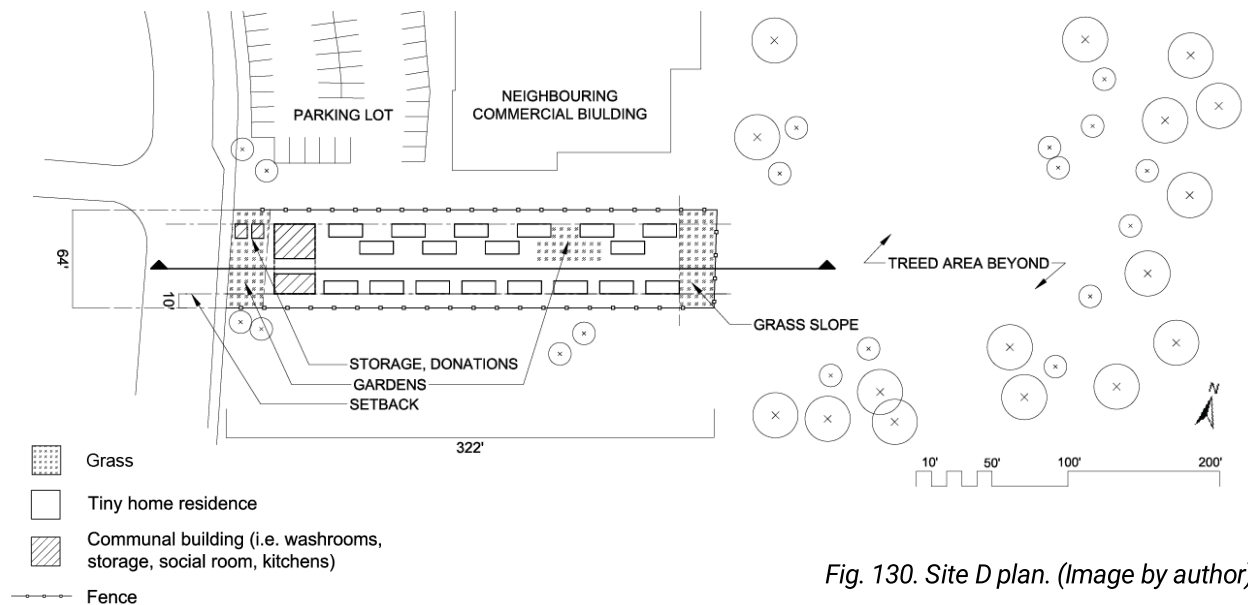 PARKING LOT
NEIGHBOURING
COMMERCIAL BIULDING
64'
10'
TREED AREA BEYOND
GRASS SLOPE
STORAGE, DONATIONS
GARDENS
SETBACK
322'
N
10' 50' 100' 200'
Grass
Tiny home residence
Communal building (i.e. washrooms,
storage, social room, kitchens)
Fence
Fig. 130. Site D plan. (Image by author)